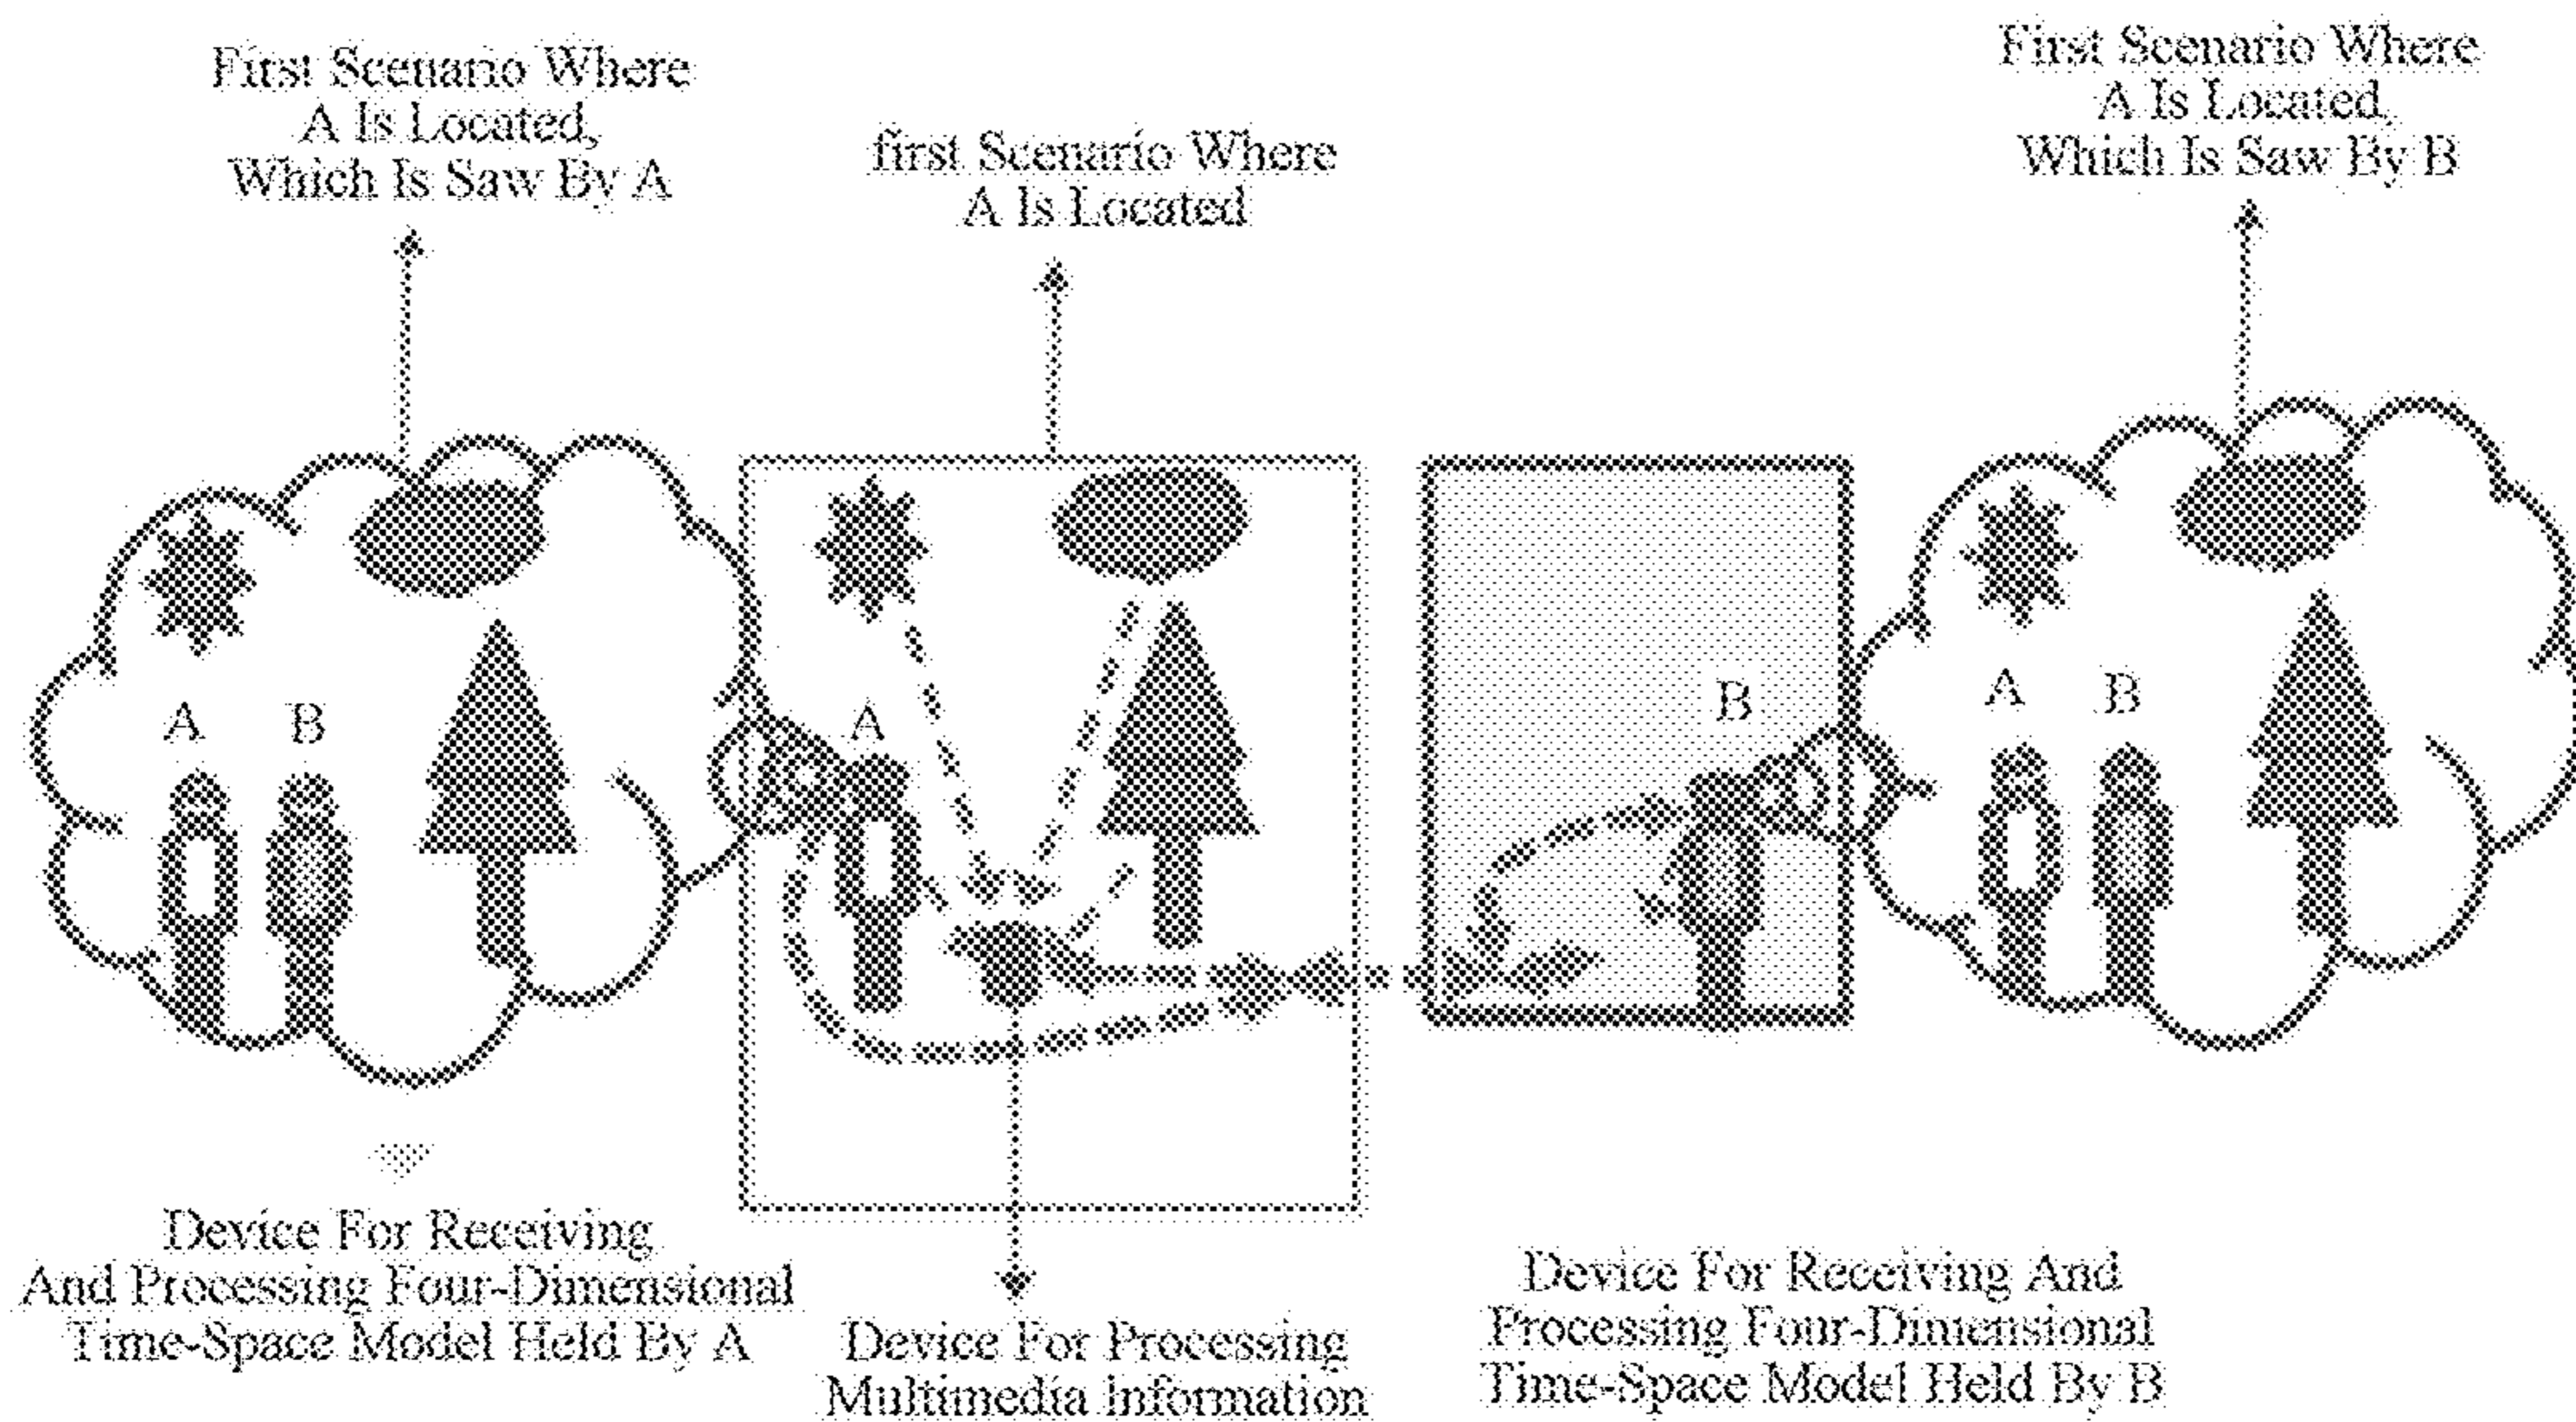 First Scenario Where
A Is Located,
Which Is Saw By A
first Scenario Where
A Is Located
First Scenario Where
A Is Located,
Which Is Saw By B
A
B
A
B
A
B
Device For Receiving
And Processing Four-Dimensional
Time-Space Model Held By A
Device For Processing
Multimedia Information
Device For Receiving And
Processing Four-Dimensional
Time-Space Model Held By B